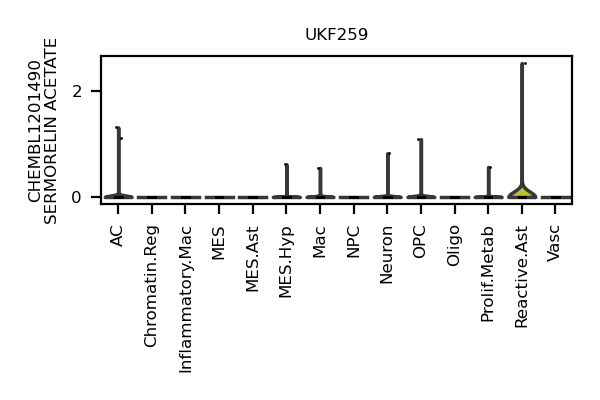 UKF259
CHEMBL1201490
SERMORELIN ACETATE
2
0
AC
Chromatin.Reg
Inflammatory.Mac
MES
MES.Ast
MES.Hyp
Mac
NPC
Neuron
OPC
Oligo
Prolif.Metab
Reactive.Ast
Vasc